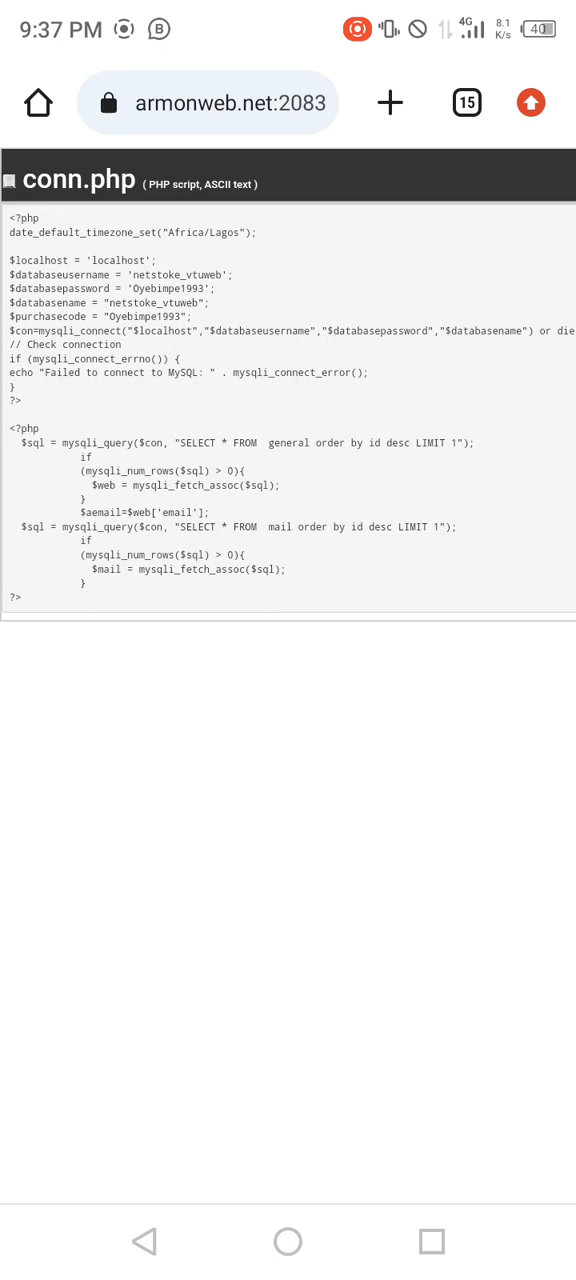 9:37 PM
4G
8.1 K/s
40
armonweb.net:2083
15
conn.php ( PHP script, ASCII text )
<?php
date_default_timezone_set("Africa/Lagos");
$localhost = 'localhost';
$databaseusername = 'netstoke_vtuweb';
$databasepassword = 'Oyebimpe1993';
$databasename = "netstoke_vtuweb";
$purchasecode = "Oyebimpe1993";
$con=mysqli_connect("$localhost","$databaseusername","$databasepassword","$databasename") or die
// Check connection
if (mysqli_connect_errno()) {
echo "Failed to connect to MySQL: " . mysqli_connect_error();
}
?>
<?php
$sql = mysqli_query($con, "SELECT * FROM  general order by id desc LIMIT 1");
if
(mysqli_num_rows($sql) > 0){
$web = mysqli_fetch_assoc($sql);
}
$aemail=$web['email'];
$sql = mysqli_query($con, "SELECT * FROM  mail order by id desc LIMIT 1");
if
(mysqli_num_rows($sql) > 0){
$mail = mysqli_fetch_assoc($sql);
}
?>